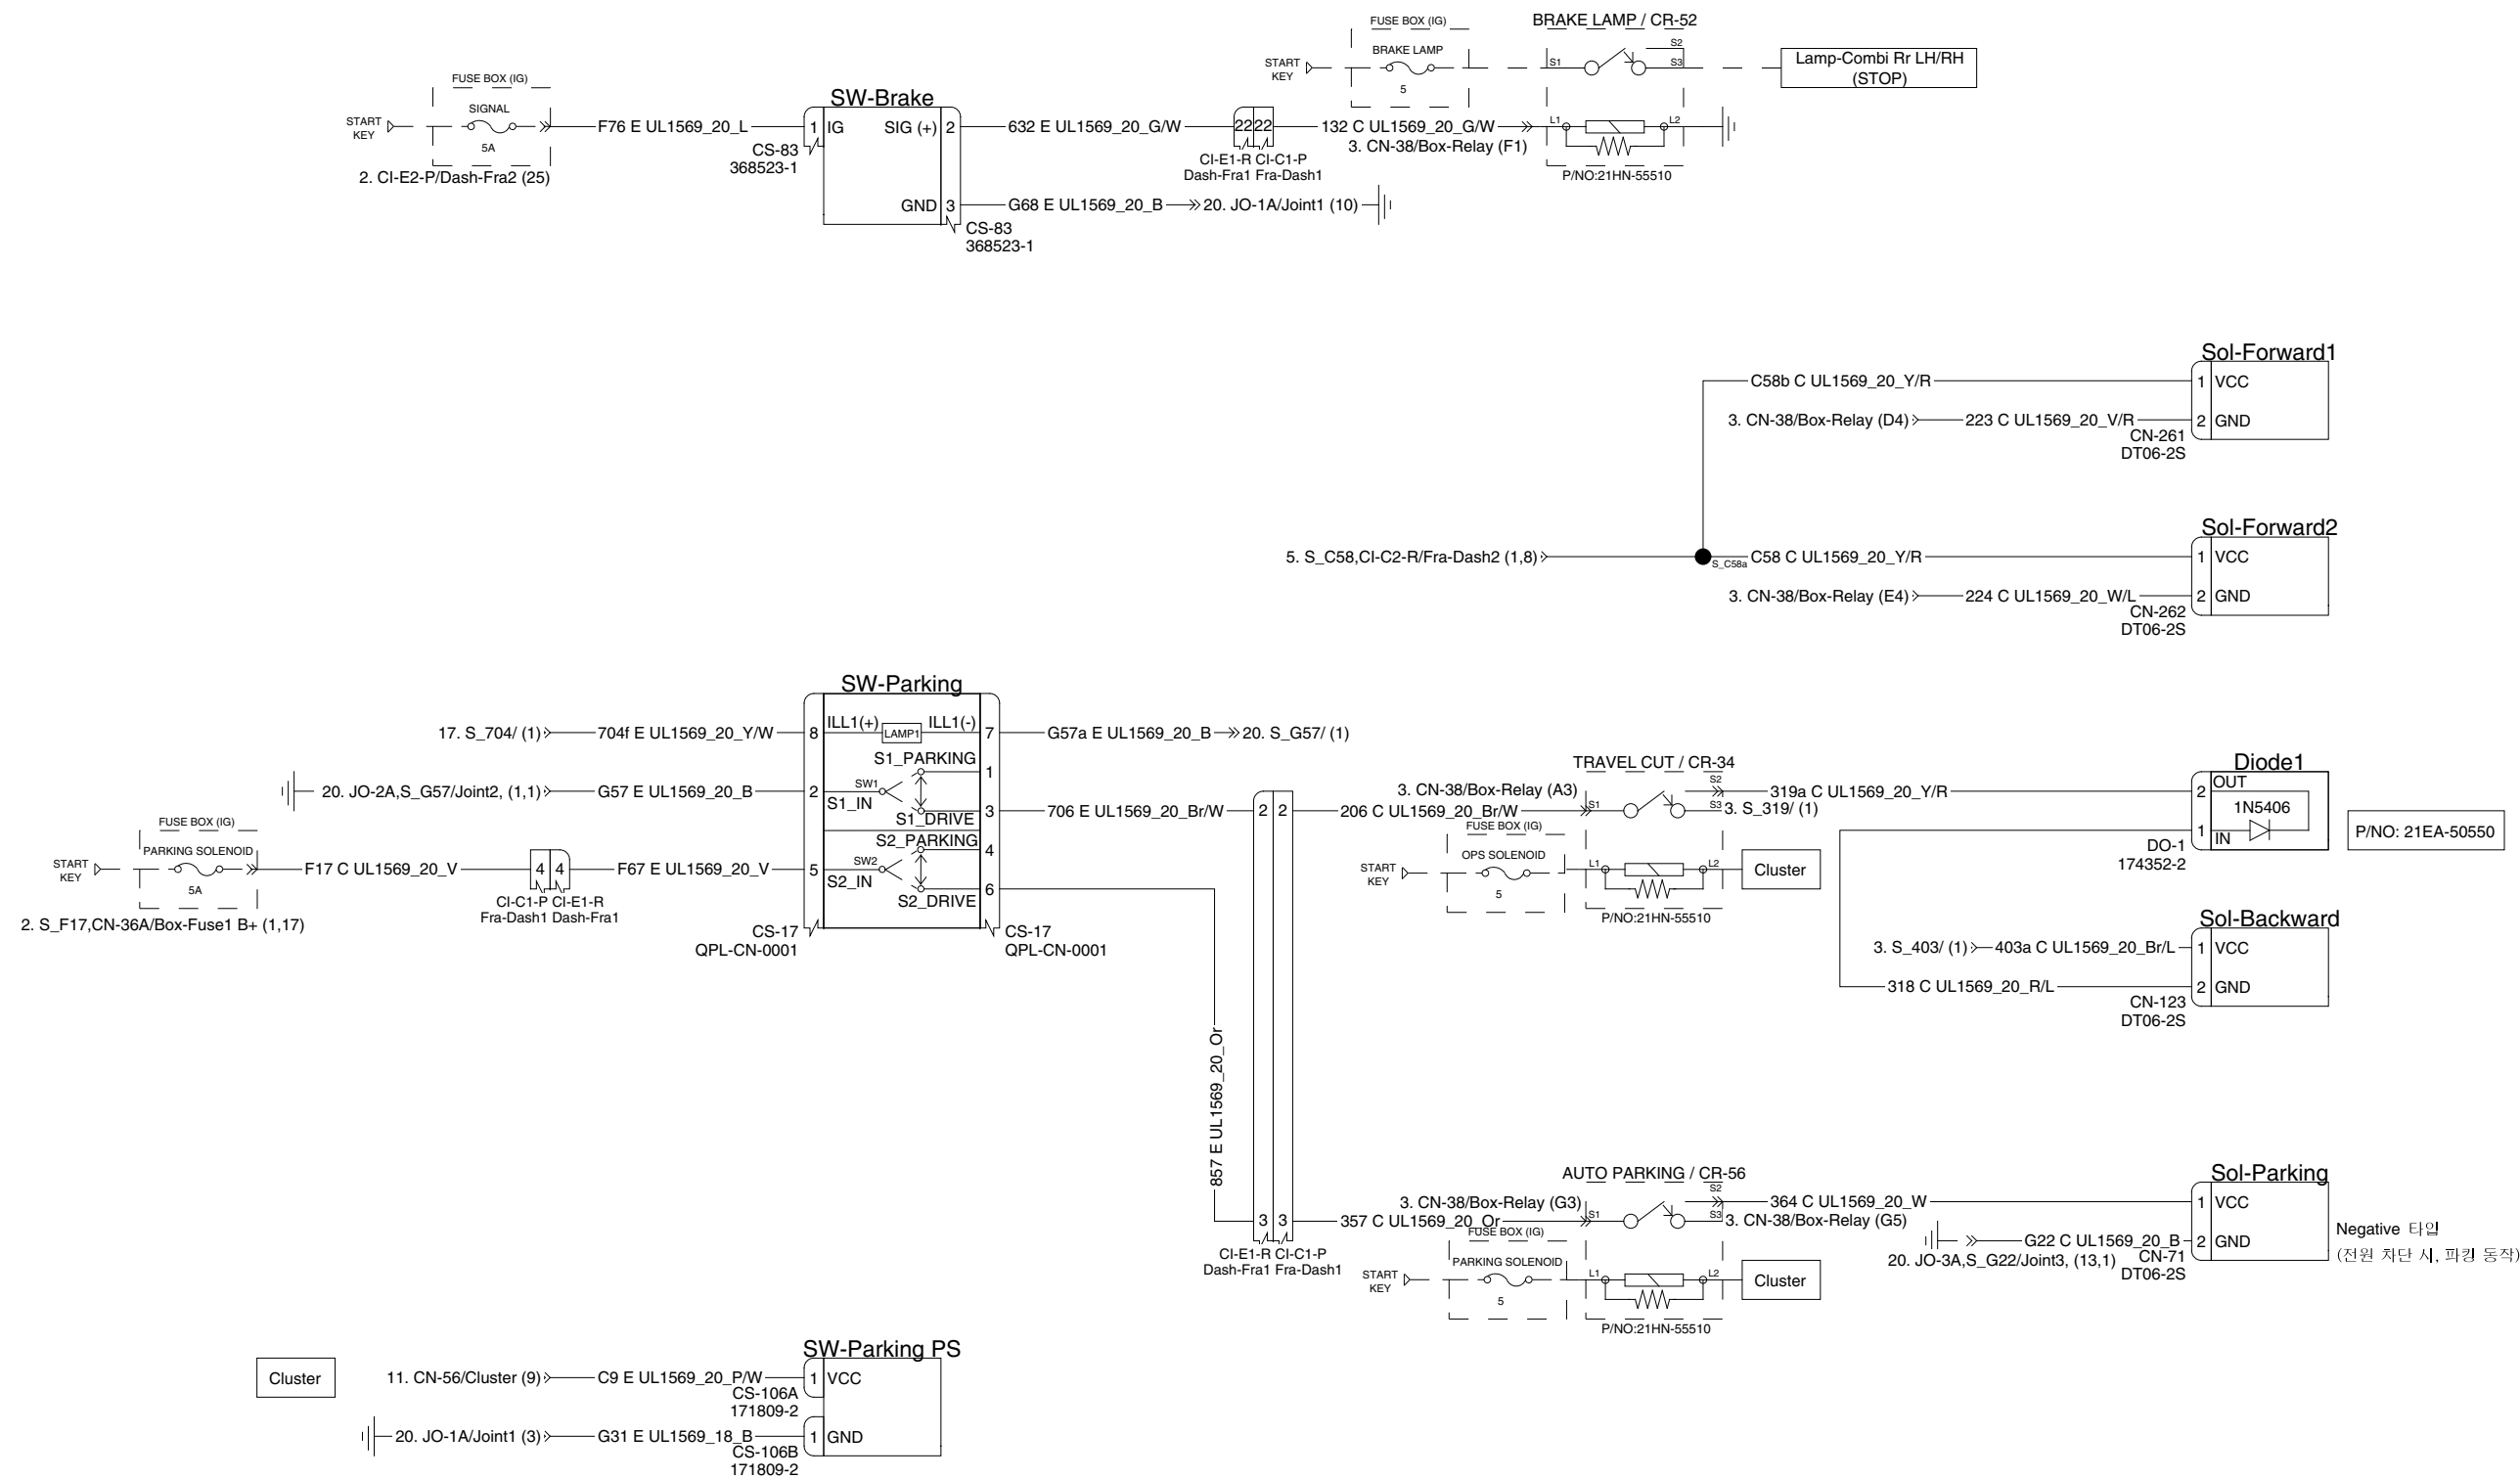 FUSE BOX (IG)
SIGNAL
START
KEY
5A
2. CI-E2-P/Dash-Fra2 (25)
F76 E UL1569_20_L
SW-Brake
1 IG
SIG (+) 2
GND 3
CS-83
368523-1
CS-83
368523-1
632 E UL1569_20_G/W
G68 E UL1569_20_B
20. JO-1A/Joint1 (10)
22 22
CI-E1-R CI-C1-P
Dash-Fra1 Fra-Dash1
132 C UL1569_20_G/W
3. CN-38/Box-Relay (F1)
FUSE BOX (IG)
BRAKE LAMP
START
KEY
5
BRAKE LAMP / CR-52
S1
S2
S3
L1
L2
P/NO:21HN-55510
Lamp-Combi Rr LH/RH
(STOP)
Sol-Forward1
C58b C UL1569_20_Y/R
1 VCC
3. CN-38/Box-Relay (D4)
223 C UL1569_20_V/R
2 GND
CN-261
DT06-2S
Sol-Forward2
5. S_C58,CI-C2-R/Fra-Dash2 (1,8)
S_C58a
C58 C UL1569_20_Y/R
1 VCC
3. CN-38/Box-Relay (E4)
224 C UL1569_20_W/L
2 GND
CN-262
DT06-2S
SW-Parking
17. S_704/ (1)
704f E UL1569_20_Y/W
8
ILL1(+)
LAMP1
ILL1(-)
7
G57a E UL1569_20_B
20. S_G57/ (1)
S1_PARKING
1
20. JO-2A,S_G57/Joint2, (1,1)
G57 E UL1569_20_B
2
SW1
S1_IN
S1_DRIVE
3
706 E UL1569_20_Br/W
S2_PARKING
4
FUSE BOX (IG)
PARKING SOLENOID
START
KEY
5A
2. S_F17,CN-36A/Box-Fuse1 B+ (1,17)
F17 C UL1569_20_V
4 4
CI-C1-P CI-E1-R
Fra-Dash1 Dash-Fra1
F67 E UL1569_20_V
5
SW2
S2_IN
S2_DRIVE
6
CS-17
QPL-CN-0001
CS-17
QPL-CN-0001
857 E UL1569_20_Or
2 2
206 C UL1569_20_Br/W
3. CN-38/Box-Relay (A3)
TRAVEL CUT / CR-34
S1
S2
S3
319a C UL1569_20_Y/R
3. S_319/ (1)
FUSE BOX (IG)
OPS SOLENOID
START
KEY
5
L1
L2
Cluster
P/NO:21HN-55510
Diode1
2 OUT
1N5406
1 IN
DO-1
174352-2
P/NO: 21EA-50550
Sol-Backward
3. S_403/ (1)
403a C UL1569_20_Br/L
1 VCC
318 C UL1569_20_R/L
2 GND
CN-123
DT06-2S
3 3
CI-E1-R CI-C1-P
Dash-Fra1 Fra-Dash1
357 C UL1569_20_Or
3. CN-38/Box-Relay (G3)
AUTO PARKING / CR-56
S1
S2
S3
364 C UL1569_20_W
3. CN-38/Box-Relay (G5)
FUSE BOX (IG)
PARKING SOLENOID
START
KEY
5
L1
L2
Cluster
P/NO:21HN-55510
Sol-Parking
1 VCC
G22 C UL1569_20_B
2 GND
20. JO-3A,S_G22/Joint3, (13,1)
CN-71
DT06-2S
Negative 타입
(전원 차단 시, 파킹 동작)
SW-Parking PS
Cluster
11. CN-56/Cluster (9)
C9 E UL1569_20_P/W
1 VCC
CS-106A
171809-2
20. JO-1A/Joint1 (3)
G31 E UL1569_18_B
1 GND
CS-106B
171809-2